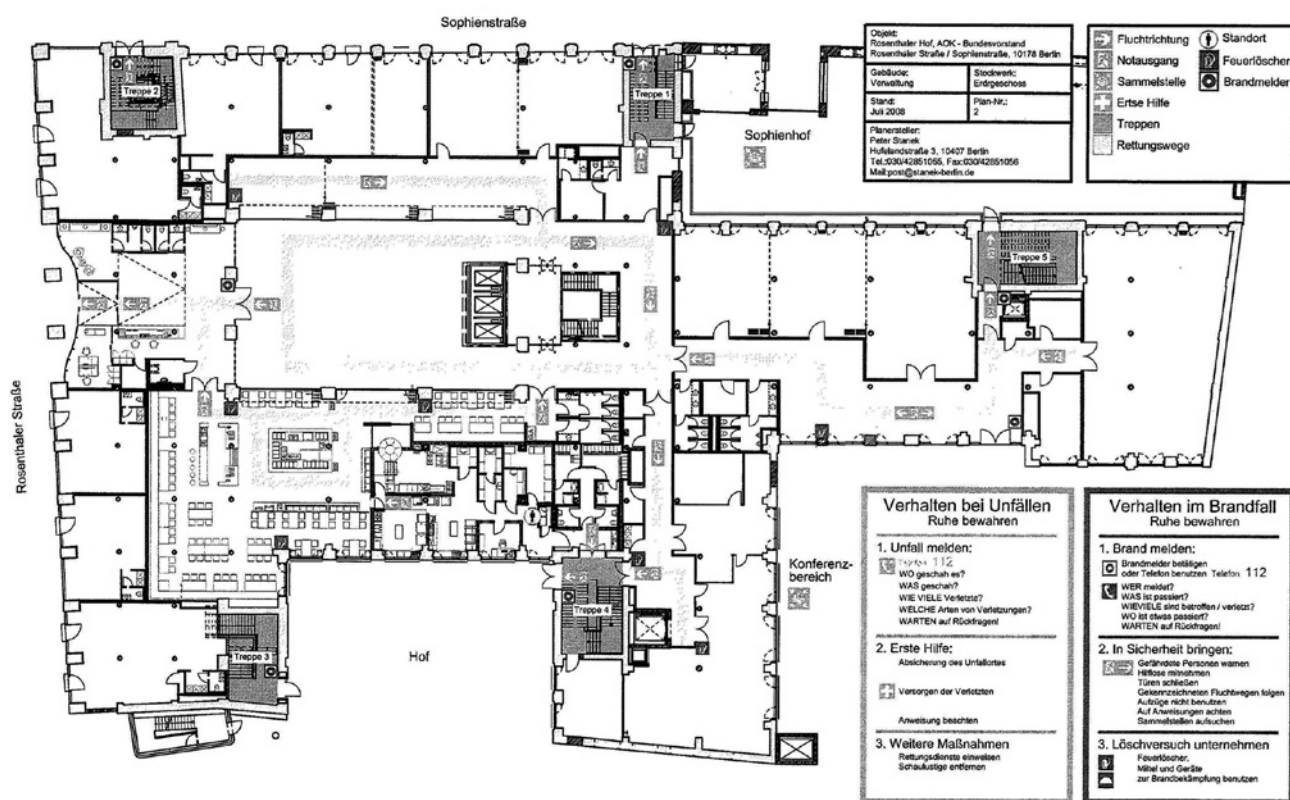 Sophienstraße
Treppe 2
Treppe 1
Sophienhof
Objekt:
Rosenthaler Hof, AOK - Bundesvorstand
Rosenthaler Straße / Sophienstraße, 10178 Berlin
Gebäude:
Verwaltung
Stockwerk:
Erdrgeschoss
Stand:
Juli 2008
Plan-Nr.:
2
Planersteller:
Peter Stanek
Hufelandstraße 3, 10407 Berlin
Tel.:030/42851055, Fax:030/42851056
Mail:post@stanek-berlin.de
Fluchtrichtung
Notausgang
Sammelstelle
Ertse Hilfe
Treppen
Rettungswege
Standort
Feuerlöscher
Brandmelder
Treppe 5
Rosenthaler Straße
Treppe 3
Hof
Treppe 4
Konferenz-
bereich
Verhalten bei Unfällen
Ruhe bewahren
1. Unfall melden:
Telefon 112
WO geschah es?
WAS geschah?
WIE VIELE Verletzte?
WELCHE Arten von Verletzungen?
WARTEN auf Rückfragen!
2. Erste Hilfe:
Absicherung des Unfallortes
Versorgen der Verletzten
Anweisung beachten
3. Weitere Maßnahmen
Rettungsdienste einweisen
Schaulustige entfernen
Verhalten im Brandfall
Ruhe bewahren
1. Brand melden:
Brandmelder betätigen
oder Telefon benutzen Telefon 112
WER meldet?
WAS ist passiert?
WIEVIELE sind betroffen / verletzt?
WO ist etwas passiert?
WARTEN auf Rückfragen!
2. In Sicherheit bringen:
Gefährdete Personen warnen
Hilflose mitnehmen
Türen schließen
Gekennzeichneten Fluchtwegen folgen
Aufzüge nicht benutzen
Auf Anweisungen achten
Sammelstellen aufsuchen
3. Löschversuch unternehmen
Feuerlöscher,
Mittel und Geräte
zur Brandbekämpfung benutzen